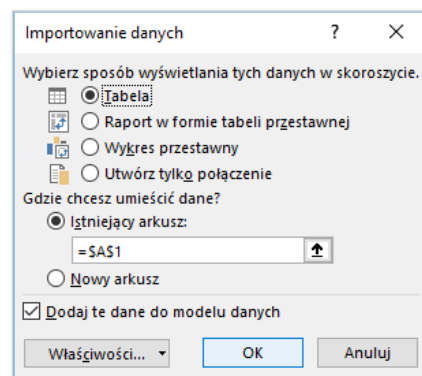 Importowanie danych ? ×
Wybierz sposób wyświetlania tych danych w skoroszycie.
Tabela
Raport w formie tabeli przestawnej
Wykres przestawny
Utwórz tylko połączenie
Gdzie chcesz umieścić dane?
Istniejący arkusz:
=$A$1
Nowy arkusz
Dodaj te dane do modelu danych
Właściwości... OK Anuluj